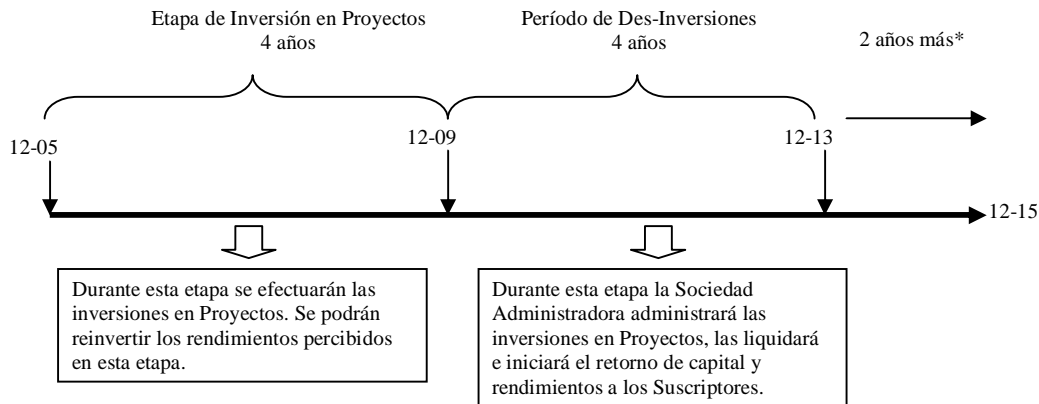 Etapa de Inversión en Proyectos
4 años
Período de Des-Inversiones
4 años
2 años más*
12-05
12-09
12-13
12-15
Durante esta etapa se efectuarán las
inversiones en Proyectos. Se podrán
reinvertir los rendimientos percibidos
en esta etapa.
Durante esta etapa la Sociedad
Administradora administrará las
inversiones en Proyectos, las liquidará
e iniciará el retorno de capital y
rendimientos a los Suscriptores.